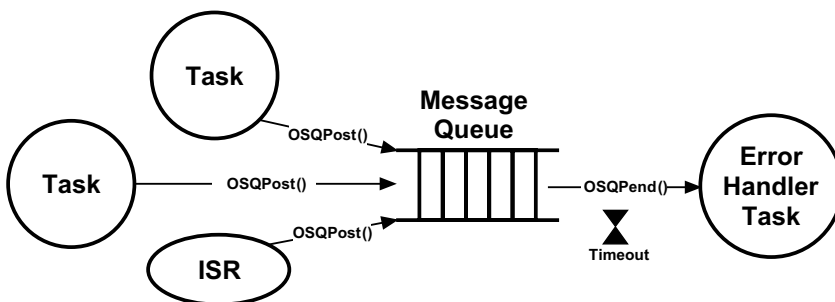 Task
OSQPost()
Message
Queue
Task
OSQPost()
OSQPend()
Error
Handler
Task
OSQPost()
Timeout
ISR